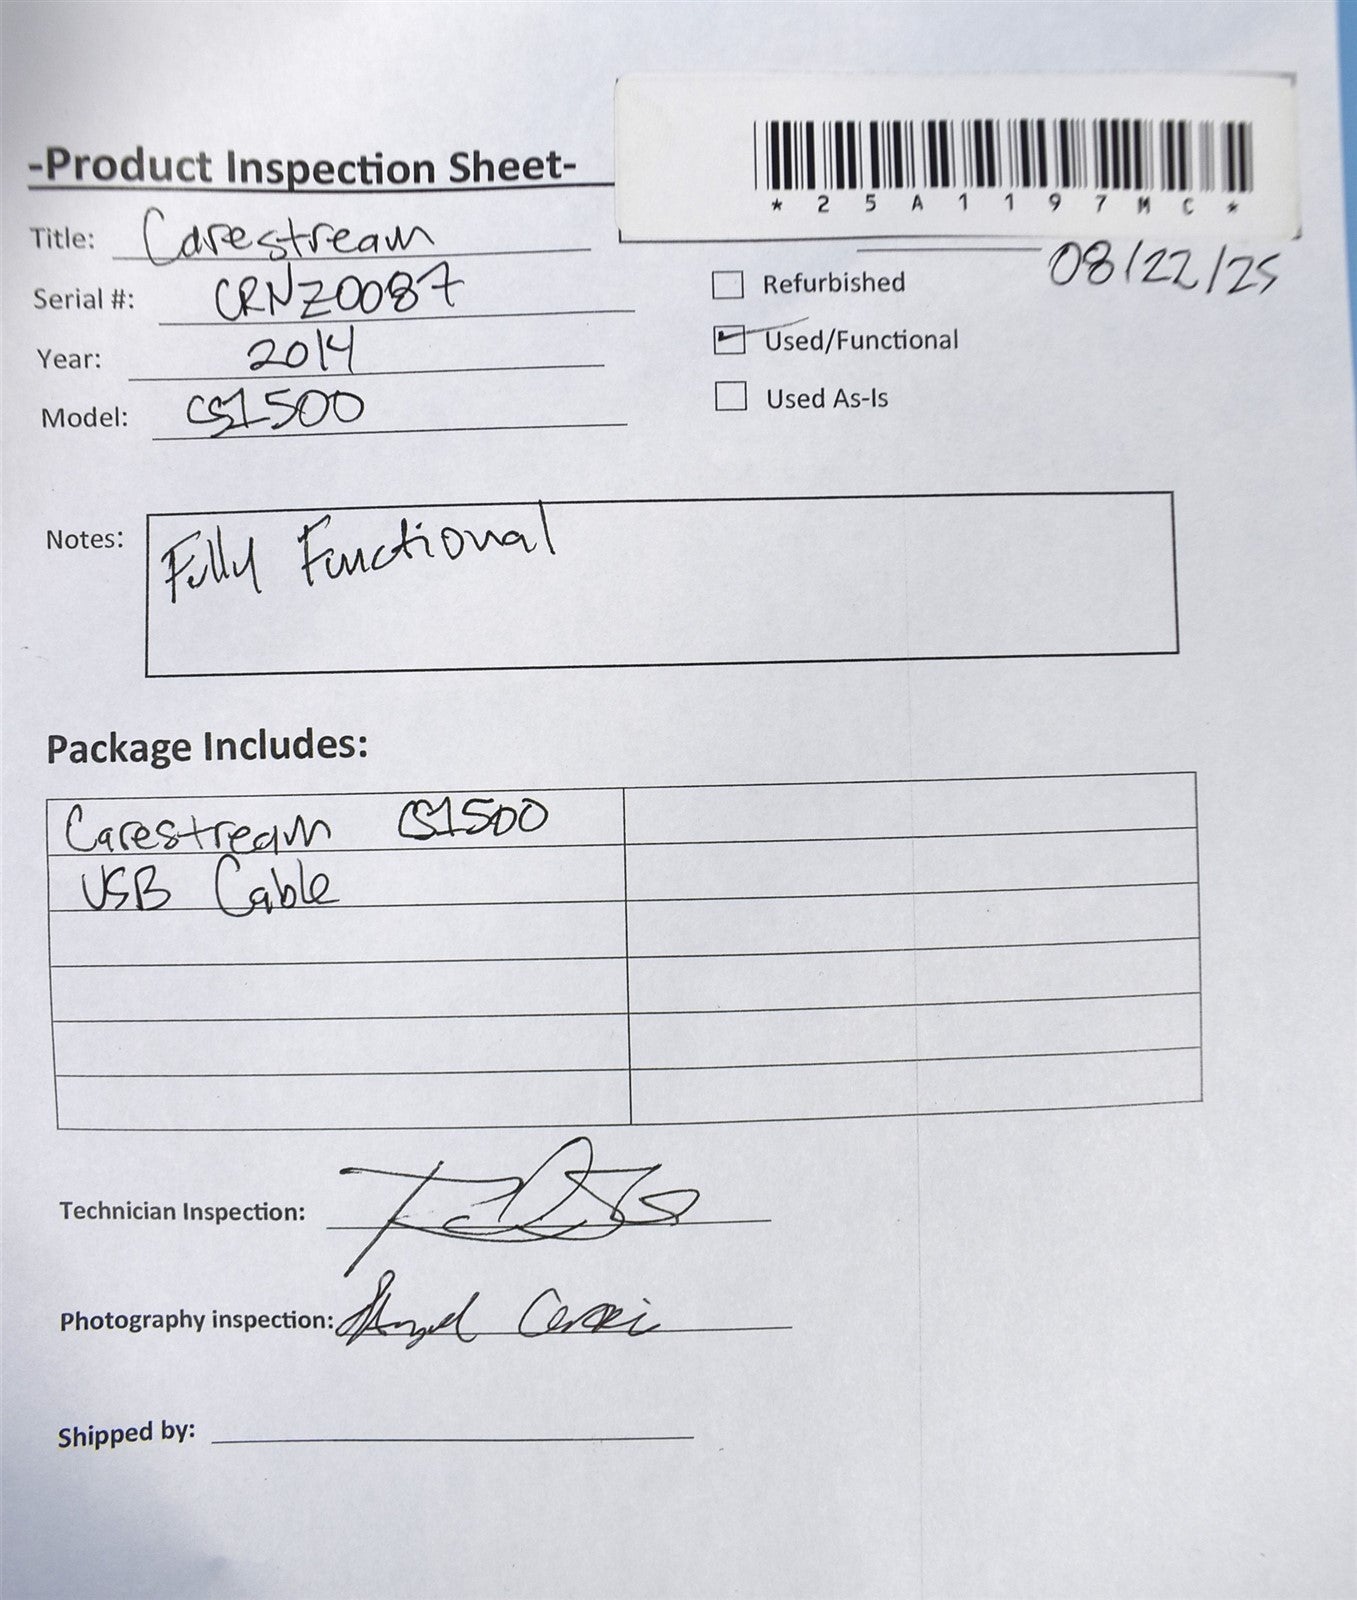 -Product Inspection Sheet-
*25A1197MC*
08/22/25
Title: Carestream
Serial #: CRNZ0087
Year: 2014
Model: CS1500
Refurbished
Used/Functional
Used As-Is
Notes: Fully Functional
Package Includes:
Carestream CS1500
USB Cable
Technician Inspection:
Photography inspection:
Shipped by: